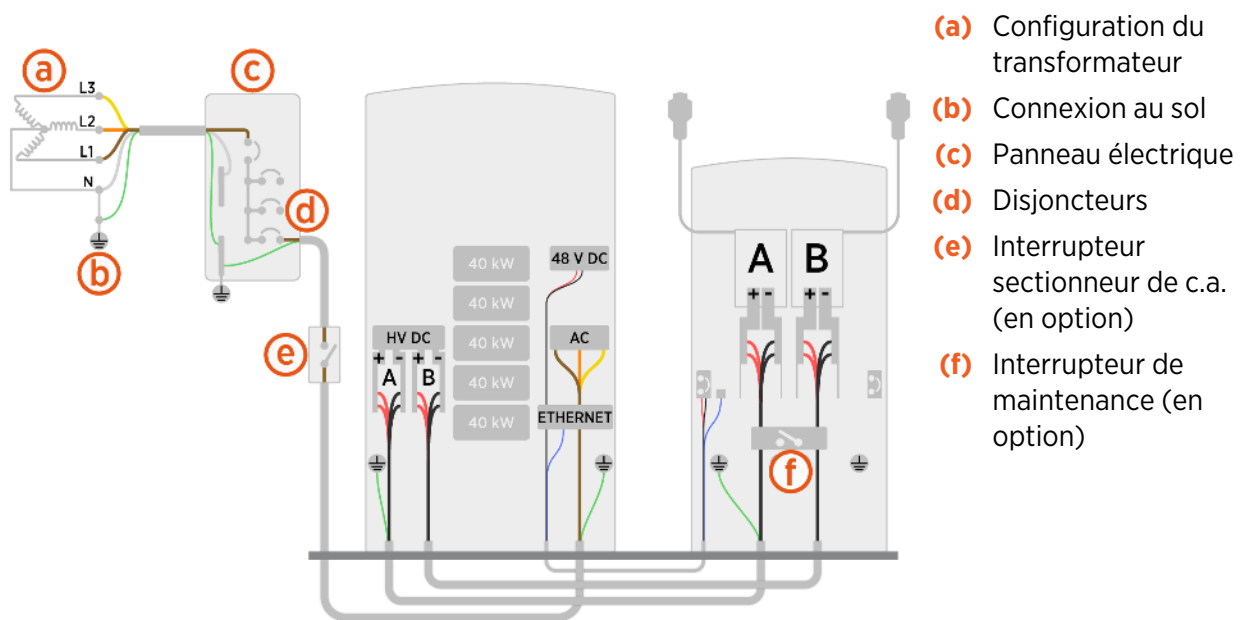 a
L3
L2
L1
N
b
c
d
e
40 kW
40 kW
40 kW
40 kW
40 kW
48 V DC
HV DC
+ - + -
A B
AC
ETHERNET
A B
+ - + -
f
(a) Configuration du
transformateur
(b) Connexion au sol
(c) Panneau électrique
(d) Disjoncteurs
(e) Interrupteur
sectionneur de c.a.
(en option)
(f) Interrupteur de
maintenance (en
option)